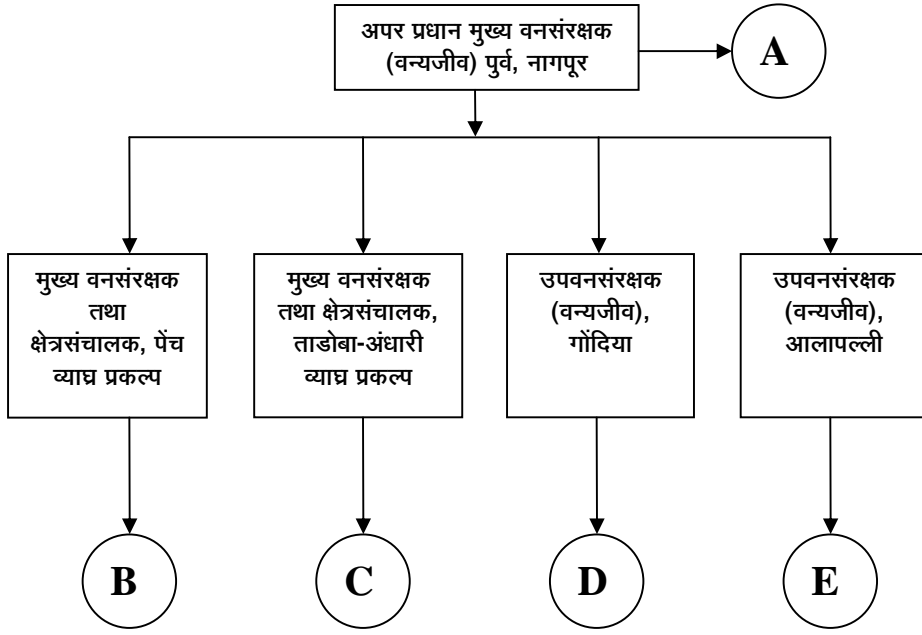 अपर प्रधान मुख्य वनसंरक्षक
(वन्यजीव) पुर्व, नागपूर
A
मुख्य वनसंरक्षक
तथा
क्षेत्रसंचालक, पेंच
व्याघ्र प्रकल्प
मुख्य वनसंरक्षक
तथा क्षेत्रसंचालक,
ताडोबा-अंधारी
व्याघ्र प्रकल्प
उपवनसंरक्षक
(वन्यजीव),
गोंदिया
उपवनसंरक्षक
(वन्यजीव),
आलापल्ली
B
C
D
E